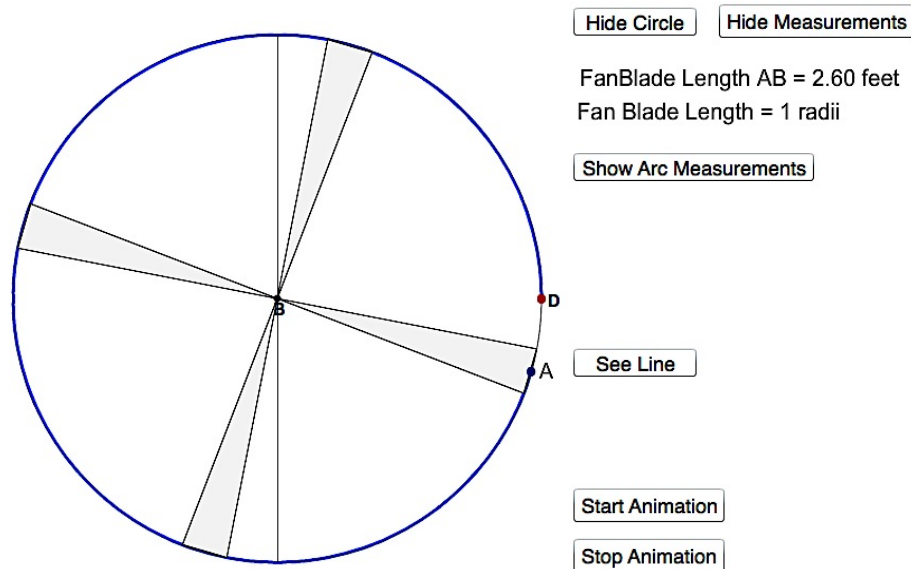 Hide Circle
Hide Measurements
FanBlade Length AB = 2.60 feet
Fan Blade Length = 1 radii
Show Arc Measurements
D
B
A
See Line
Start Animation
Stop Animation